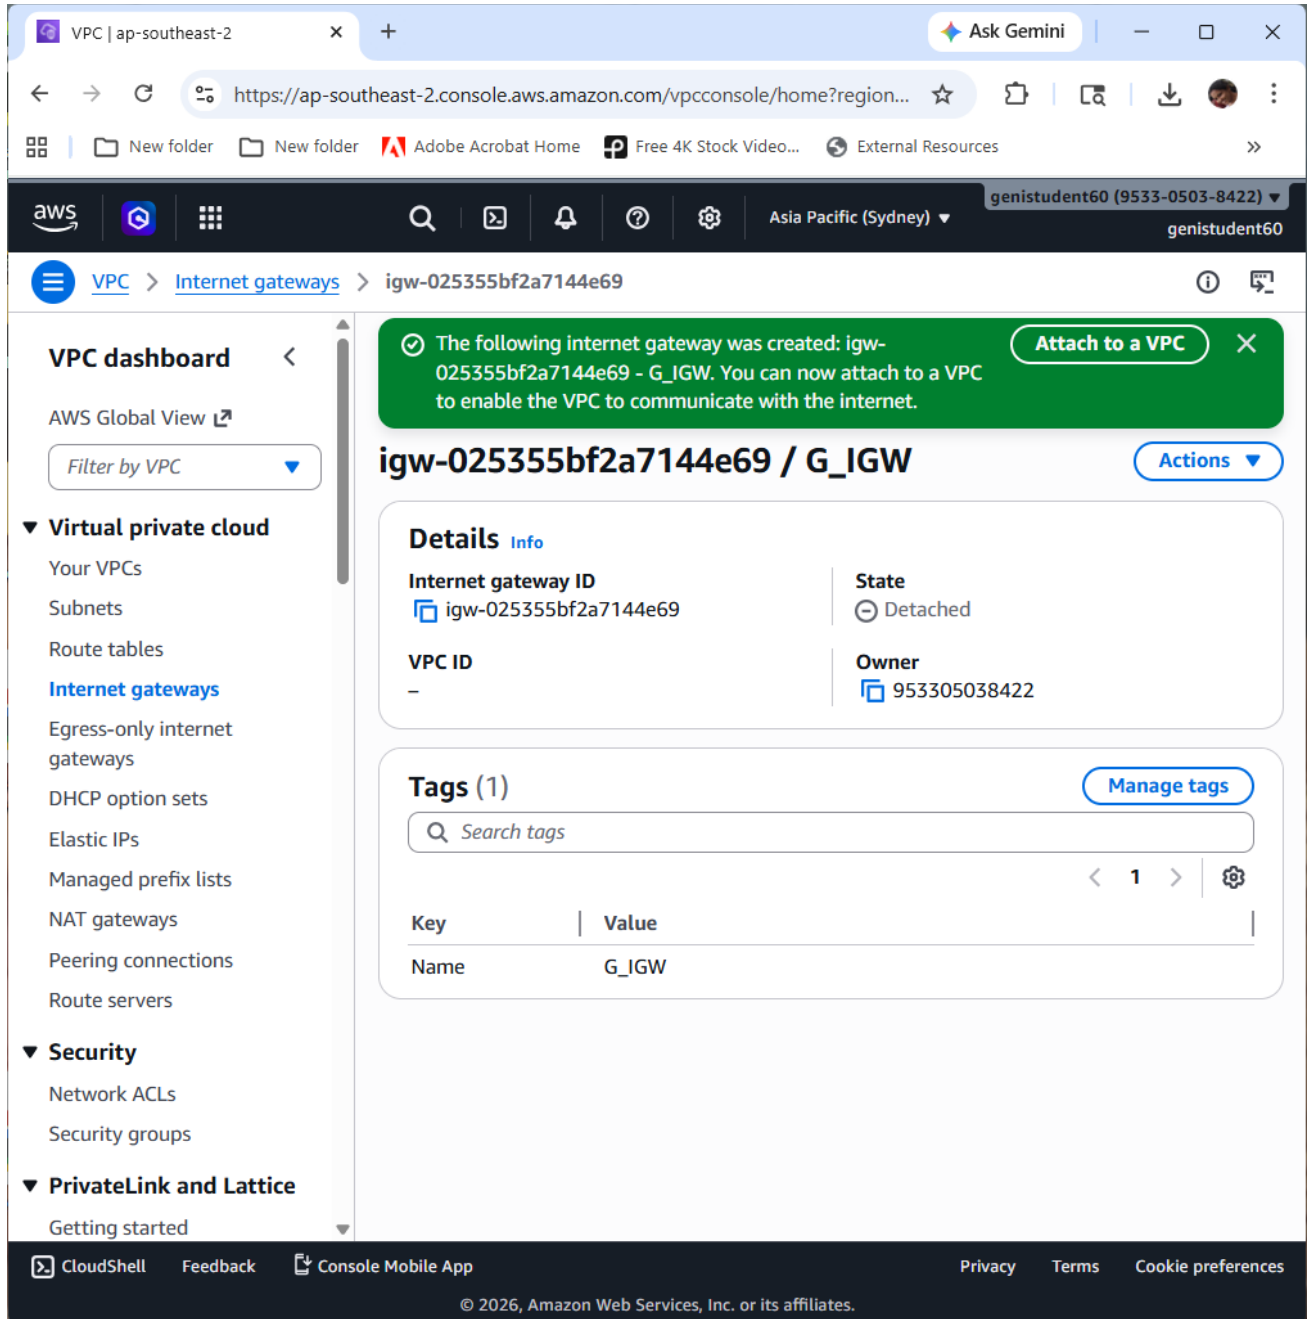 VPC | ap-southeast-2
Ask Gemini
https://ap-southeast-2.console.aws.amazon.com/vpcconsole/home?region...
New folder
New folder
Adobe Acrobat Home
Free 4K Stock Video...
External Resources
aws
Asia Pacific (Sydney)
genistudent60 (9533-0503-8422)
genistudent60
VPC > Internet gateways > igw-025355bf2a7144e69
VPC dashboard
AWS Global View
Filter by VPC
Virtual private cloud
Your VPCs
Subnets
Route tables
Internet gateways
Egress-only internet
gateways
DHCP option sets
Elastic IPs
Managed prefix lists
NAT gateways
Peering connections
Route servers
Security
Network ACLs
Security groups
PrivateLink and Lattice
Getting started
The following internet gateway was created: igw-
025355bf2a7144e69 - G_IGW. You can now attach to a VPC
to enable the VPC to communicate with the internet.
Attach to a VPC
igw-025355bf2a7144e69 / G_IGW
Actions
Details Info
Internet gateway ID
igw-025355bf2a7144e69
State
Detached
VPC ID
–
Owner
953305038422
Tags (1)
Manage tags
Search tags
1
Key Value
Name G_IGW
CloudShell Feedback Console Mobile App Privacy Terms Cookie preferences
© 2026, Amazon Web Services, Inc. or its affiliates.